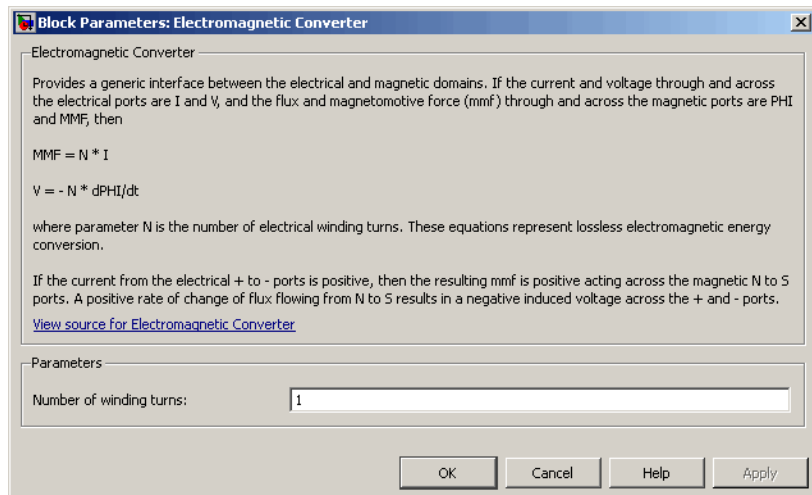 Block Parameters: Electromagnetic Converter
Electromagnetic Converter
Provides a generic interface between the electrical and magnetic domains. If the current and voltage through and across
the electrical ports are I and V, and the flux and magnetomotive force (mmf) through and across the magnetic ports are PHI
and MMF, then
MMF = N * I
V = - N * dPHI/dt
where parameter N is the number of electrical winding turns. These equations represent lossless electromagnetic energy
conversion.
If the current from the electrical + to - ports is positive, then the resulting mmf is positive acting across the magnetic N to S
ports. A positive rate of change of flux flowing from N to S results in a negative induced voltage across the + and - ports.
View source for Electromagnetic Converter
Parameters
Number of winding turns: 1
OK Cancel Help Apply